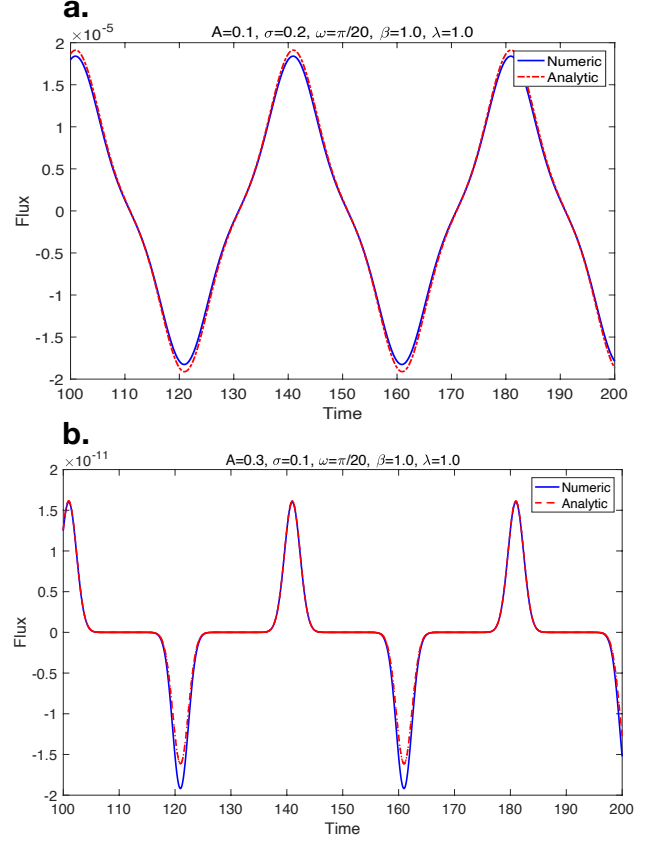 a.
A=0.1, σ=0.2, ω=π/20, β=1.0, λ=1.0
×10⁻⁵
2
1.5
1
0.5
0
-0.5
-1
-1.5
-2
Flux
Numeric
Analytic
100 110 120 130 140 150 160 170 180 190 200
Time
b.
A=0.3, σ=0.1, ω=π/20, β=1.0, λ=1.0
×10⁻¹¹
2
1.5
1
0.5
0
-0.5
-1
-1.5
-2
Flux
Numeric
Analytic
100 110 120 130 140 150 160 170 180 190 200
Time